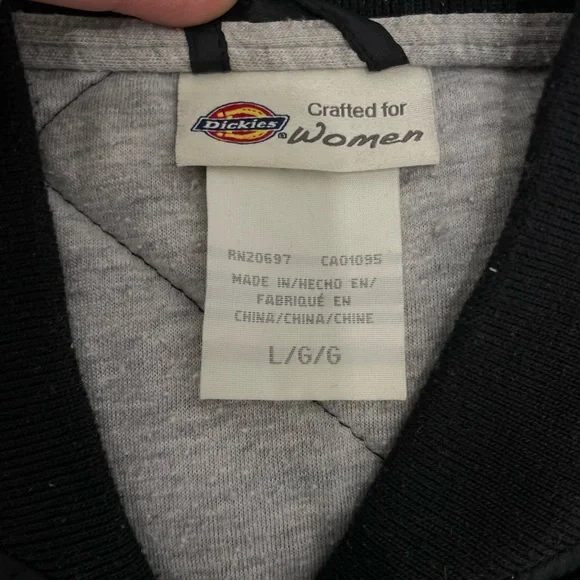 Dickies
Crafted for
Women
RN20697 CA01095
MADE IN/HECHO EN/
FABRIQUÉ EN
CHINA/CHINA/CHINE
L/G/G